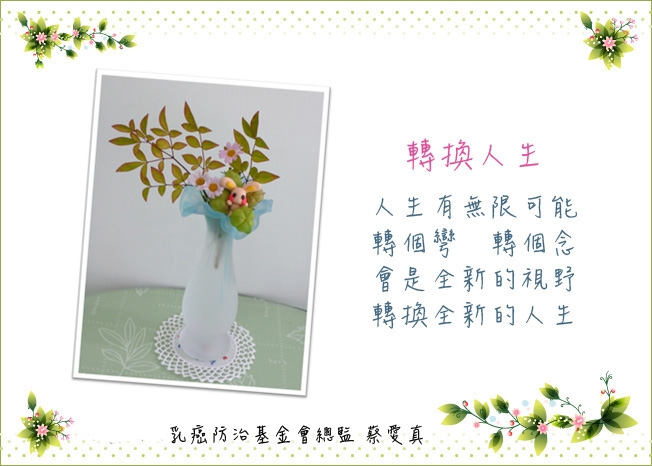 轉換人生
人生有無限可能
轉個彎 轉個念
會是全新的視野
轉換全新的人生
乳癌防治基金會總監 蔡愛真